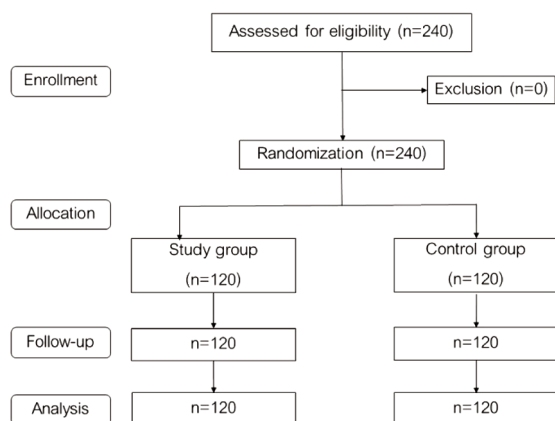 Assessed for eligibility (n=240)
Enrollment
Exclusion (n=0)
Randomization (n=240)
Allocation
Study group
(n=120)
Control group
(n=120)
Follow-up
n=120
n=120
Analysis
n=120
n=120